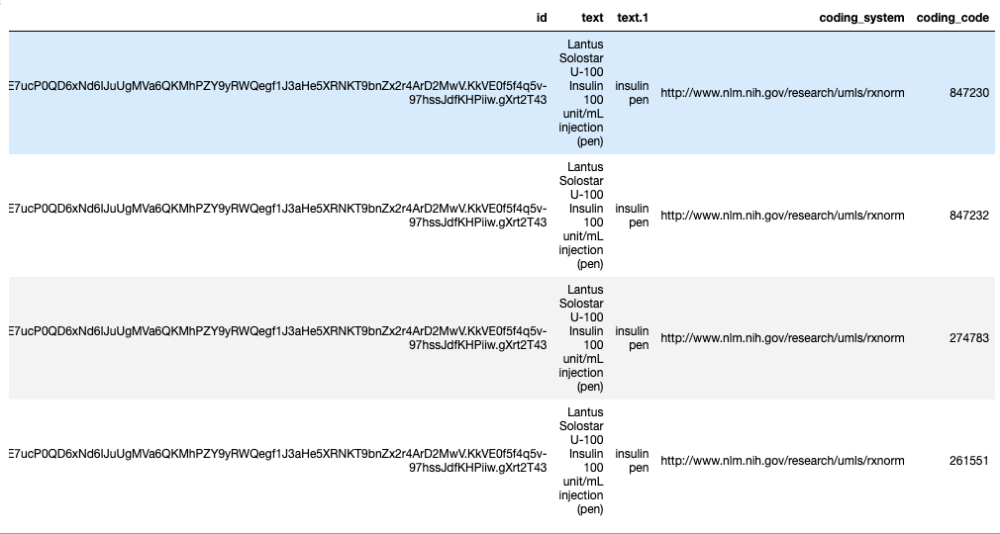 id text text.1 coding_system coding_code
E7ucP0QD6xNd6IJuUgMVa6QKMhPZY9yRWQegf1J3aHe5XRNKT9bnZx2r4ArD2MwV.KkVE0f5f4q5v-
97hssJdfKHPiiw.gXrt2T43
Lantus
Solostar
U-100
Insulin
100
unit/mL
injection
(pen)
insulin
pen
http://www.nlm.nih.gov/research/umls/rxnorm
847230
E7ucP0QD6xNd6IJuUgMVa6QKMhPZY9yRWQegf1J3aHe5XRNKT9bnZx2r4ArD2MwV.KkVE0f5f4q5v-
97hssJdfKHPiiw.gXrt2T43
Lantus
Solostar
U-100
Insulin
100
unit/mL
injection
(pen)
insulin
pen
http://www.nlm.nih.gov/research/umls/rxnorm
847232
E7ucP0QD6xNd6IJuUgMVa6QKMhPZY9yRWQegf1J3aHe5XRNKT9bnZx2r4ArD2MwV.KkVE0f5f4q5v-
97hssJdfKHPiiw.gXrt2T43
Lantus
Solostar
U-100
Insulin
100
unit/mL
injection
(pen)
insulin
pen
http://www.nlm.nih.gov/research/umls/rxnorm
274783
E7ucP0QD6xNd6IJuUgMVa6QKMhPZY9yRWQegf1J3aHe5XRNKT9bnZx2r4ArD2MwV.KkVE0f5f4q5v-
97hssJdfKHPiiw.gXrt2T43
Lantus
Solostar
U-100
Insulin
100
unit/mL
injection
(pen)
insulin
pen
http://www.nlm.nih.gov/research/umls/rxnorm
261551